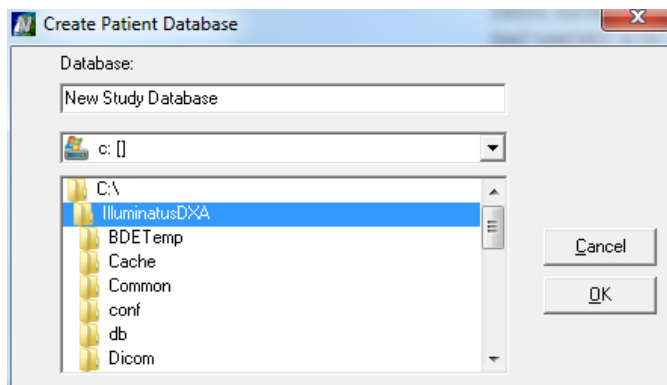 Create Patient Database
Database:
New Study Database
c: []
C:\
IlluminatusDXA
BDETemp
Cache
Common
conf
db
Dicom
Cancel
OK